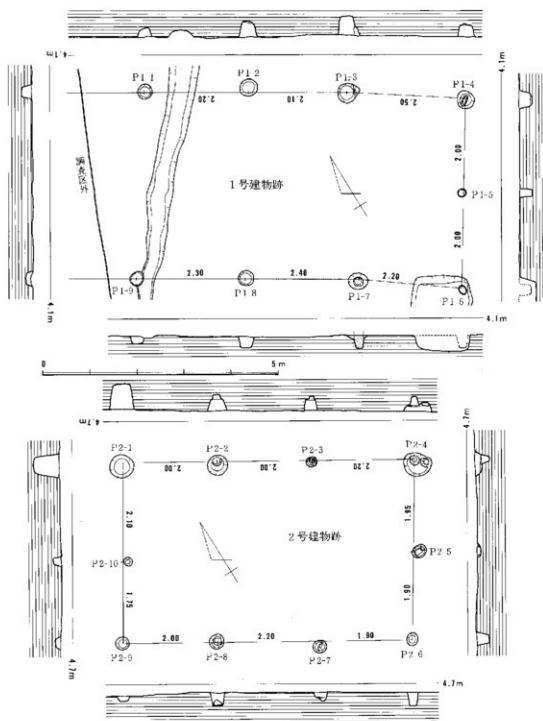 4.1m
4.1m
P1-1
P1-2
P1-3
P1-4
2.20
2.10
2.50
調査区外
2.00
1号建物跡
P1-5
2.00
2.30
2.40
2.20
P1-9
P1-8
P1-7
P1-6
4.1m
4.1m
0
5m
4.7m
4.7m
P2-1
P2-2
P2-3
P2-4
2.00
2.00
2.20
2.10
1.95
2号建物跡
P2-5
P2-10
1.75
1.90
2.00
2.20
1.90
P2-9
P2-8
P2-7
P2-6
4.7m
4.7m